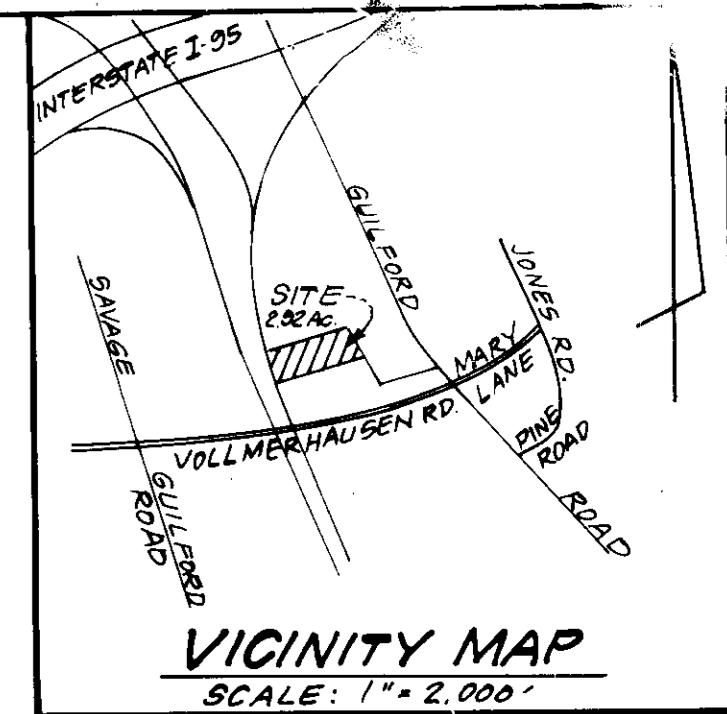 INTERSTATE I-95
GUILFORD
ROAD
JONES RD.
SAVAGE
GUILFORD
ROAD
SITE
2.92 AC.
MARY
LANE
VOLLMERHAUSEN RD.
PINE
ROAD
VICINITY MAP
SCALE: 1" = 2,000'